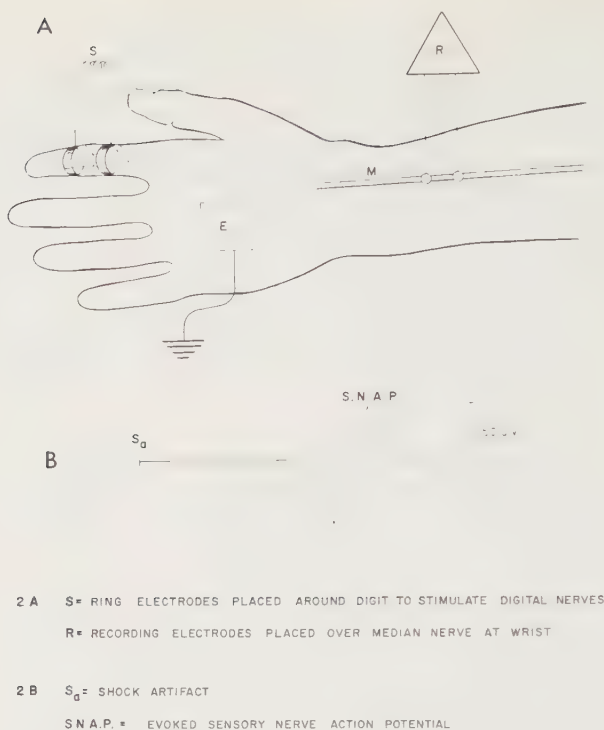 A
S
R
M
E
S.N A P
Sa
B
2 A S= RING ELECTRODES PLACED AROUND DIGIT TO STIMULATE DIGITAL NERVES
R= RECORDING ELECTRODES PLACED OVER MEDIAN NERVE AT WRIST
2 B Sa= SHOCK ARTIFACT
S N A.P. = EVOKED SENSORY NERVE ACTION POTENTIAL